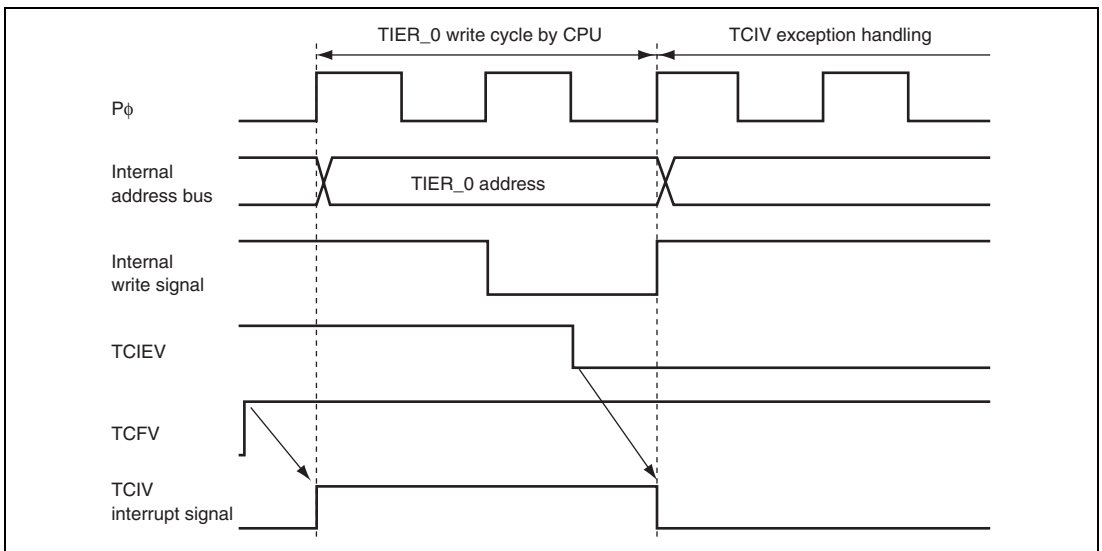 TIER_0 write cycle by CPU
TCIV exception handling
Pφ
Internal
address bus
TIER_0 address
Internal
write signal
TCIEV
TCFV
TCIV
interrupt signal